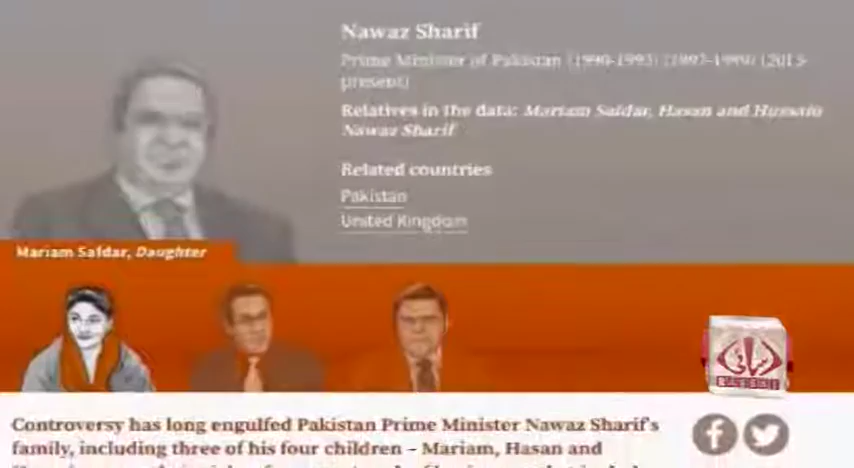 Nawaz Sharif
Prime Minister of Pakistan (1990-1993) (1997-1999) (2013-
present)
Relatives in the data: Mariam Safdar, Hasan and Hussain
Nawaz Sharif
Related countries
Pakistan
United Kingdom
Mariam Safdar, Daughter
Controversy has long engulfed Pakistan Prime Minister Nawaz Sharif's
family, including three of his four children – Mariam, Hasan and